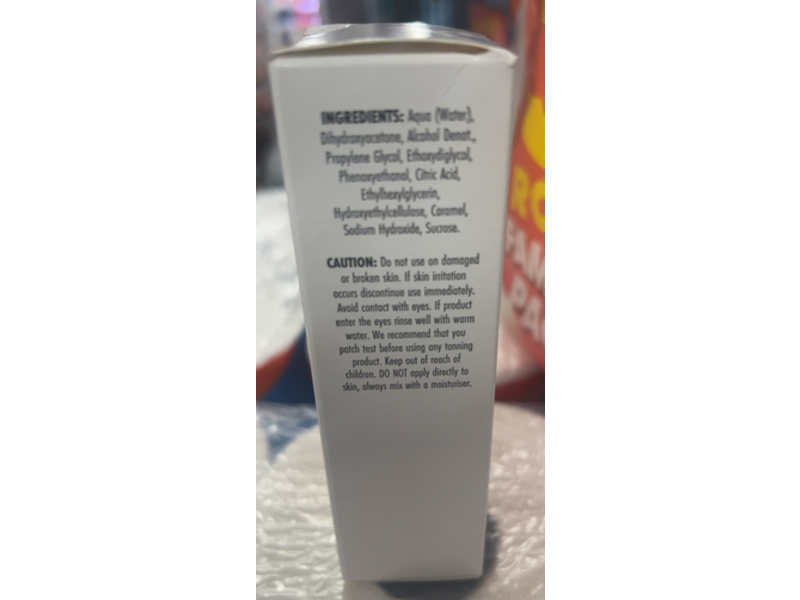 INGREDIENTS: Aqua (Water),
Dihydroxyacetone, Alcohol Denat.,
Propylene Glycol, Ethoxydiglycol,
Phenoxyethanol, Citric Acid,
Ethylhexylglycerin,
Hydroxyethylcellulose, Caramel,
Sodium Hydroxide, Sucrose.
CAUTION: Do not use on damaged
or broken skin. If skin irritation
occurs discontinue use immediately.
Avoid contact with eyes. If product
enter the eyes rinse well with warm
water. We recommend that you
patch test before using any tanning
product. Keep out of reach of
children. DO NOT apply directly to
skin, always mix with a moisturisor.